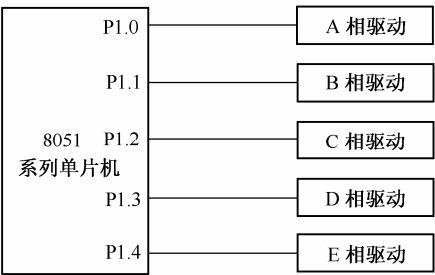 P1.0 A 相驱动
P1.1 B 相驱动
8051 P1.2 C 相驱动
系列单片机
P1.3 D 相驱动
P1.4 E 相驱动